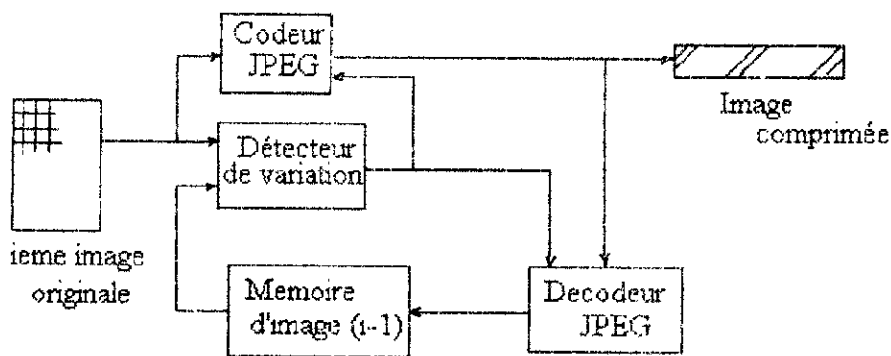 Codeur
JPEG
Image
comprimée
Détecteur
de variation
ieme image
originale
Memoire
d'image (i-1)
Decodeur
JPEG